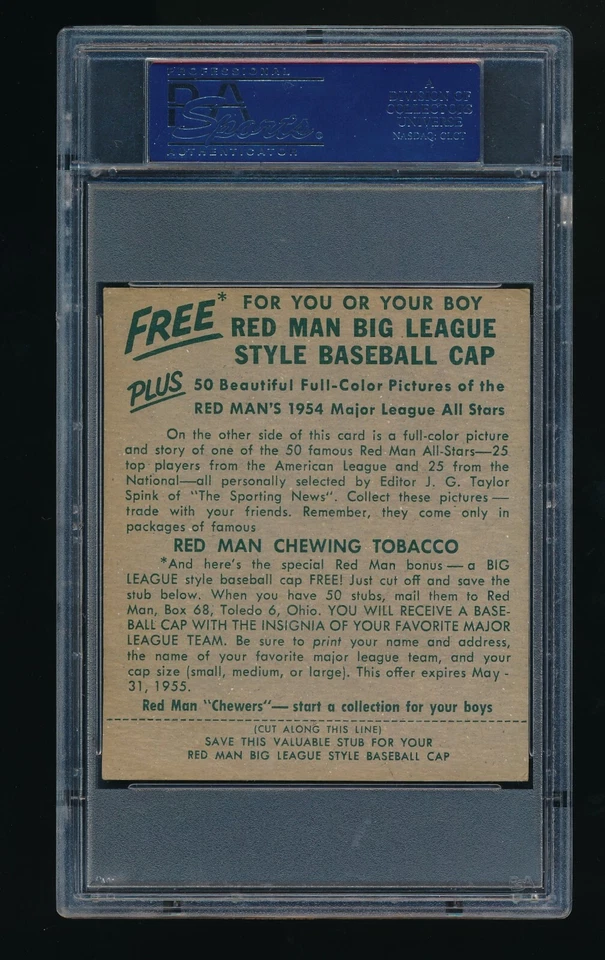 PROFESSIONAL
PSA
Sports.
AUTHENTICATOR
A
DIVISION OF
COLLECTORS
UNIVERSE
NASDAQ: CLCT
FREE* FOR YOU OR YOUR BOY
RED MAN BIG LEAGUE
STYLE BASEBALL CAP
PLUS 50 Beautiful Full-Color Pictures of the
RED MAN'S 1954 Major League All Stars
On the other side of this card is a full-color picture
and story of one of the 50 famous Red Man All-Stars—25
top players from the American League and 25 from the
National—all personally selected by Editor J. G. Taylor
Spink of "The Sporting News". Collect these pictures—
trade with your friends. Remember, they come only in
packages of famous
RED MAN CHEWING TOBACCO
*And here's the special Red Man bonus — a BIG
LEAGUE style baseball cap FREE! Just cut off and save the
stub below. When you have 50 stubs, mail them to Red
Man, Box 68, Toledo 6, Ohio. YOU WILL RECEIVE A BASE-
BALL CAP WITH THE INSIGNIA OF YOUR FAVORITE MAJOR
LEAGUE TEAM. Be sure to print your name and address,
the name of your favorite major league team, and your
cap size (small, medium, or large). This offer expires May -
31, 1955.
Red Man "Chewers"— start a collection for your boys
(CUT ALONG THIS LINE)
SAVE THIS VALUABLE STUB FOR YOUR
RED MAN BIG LEAGUE STYLE BASEBALL CAP